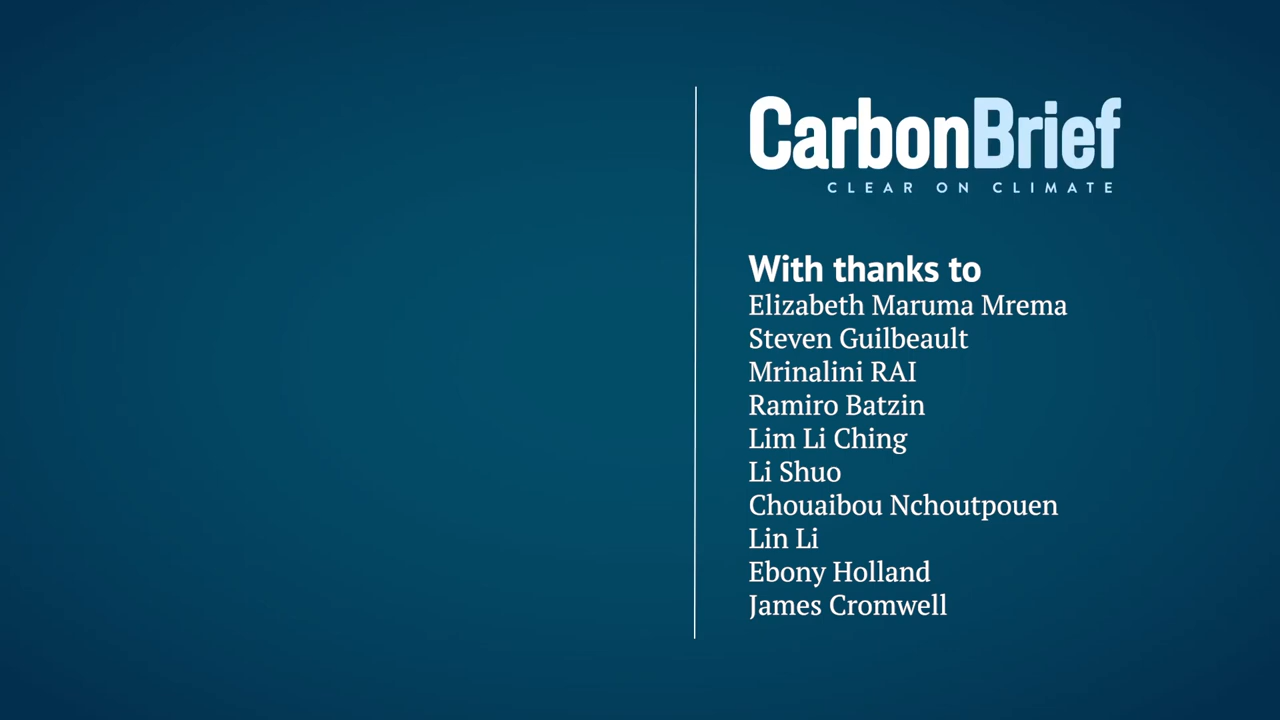 CarbonBrief
CLEAR ON CLIMATE
With thanks to
Elizabeth Maruma Mrema
Steven Guilbeault
Mrinalini RAI
Ramiro Batzin
Lim Li Ching
Li Shuo
Chouaibou Nchoutpouen
Lin Li
Ebony Holland
James Cromwell